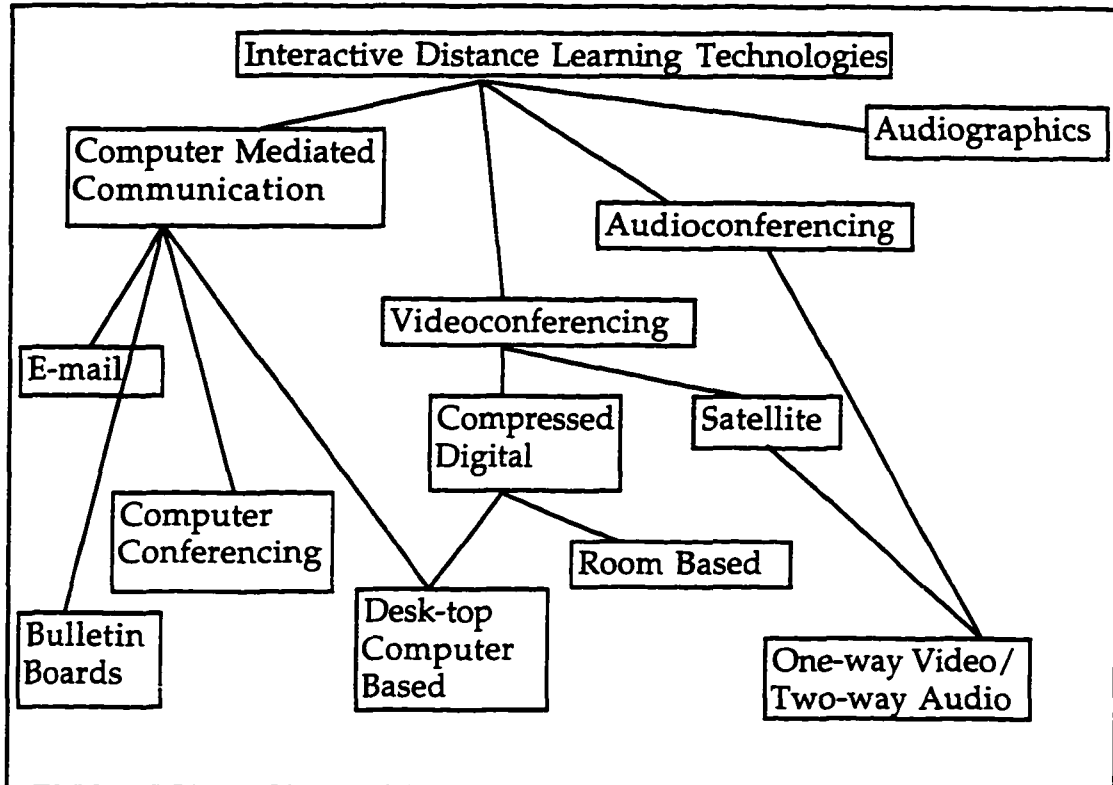 Interactive Distance Learning Technologies
Audiographics
Computer Mediated
Communication
Audioconferencing
Videoconferencing
E-mail
Compressed
Digital
Satellite
Computer
Conferencing
Room Based
Desk-top
Computer
Based
Bulletin
Boards
One-way Video/
Two-way Audio